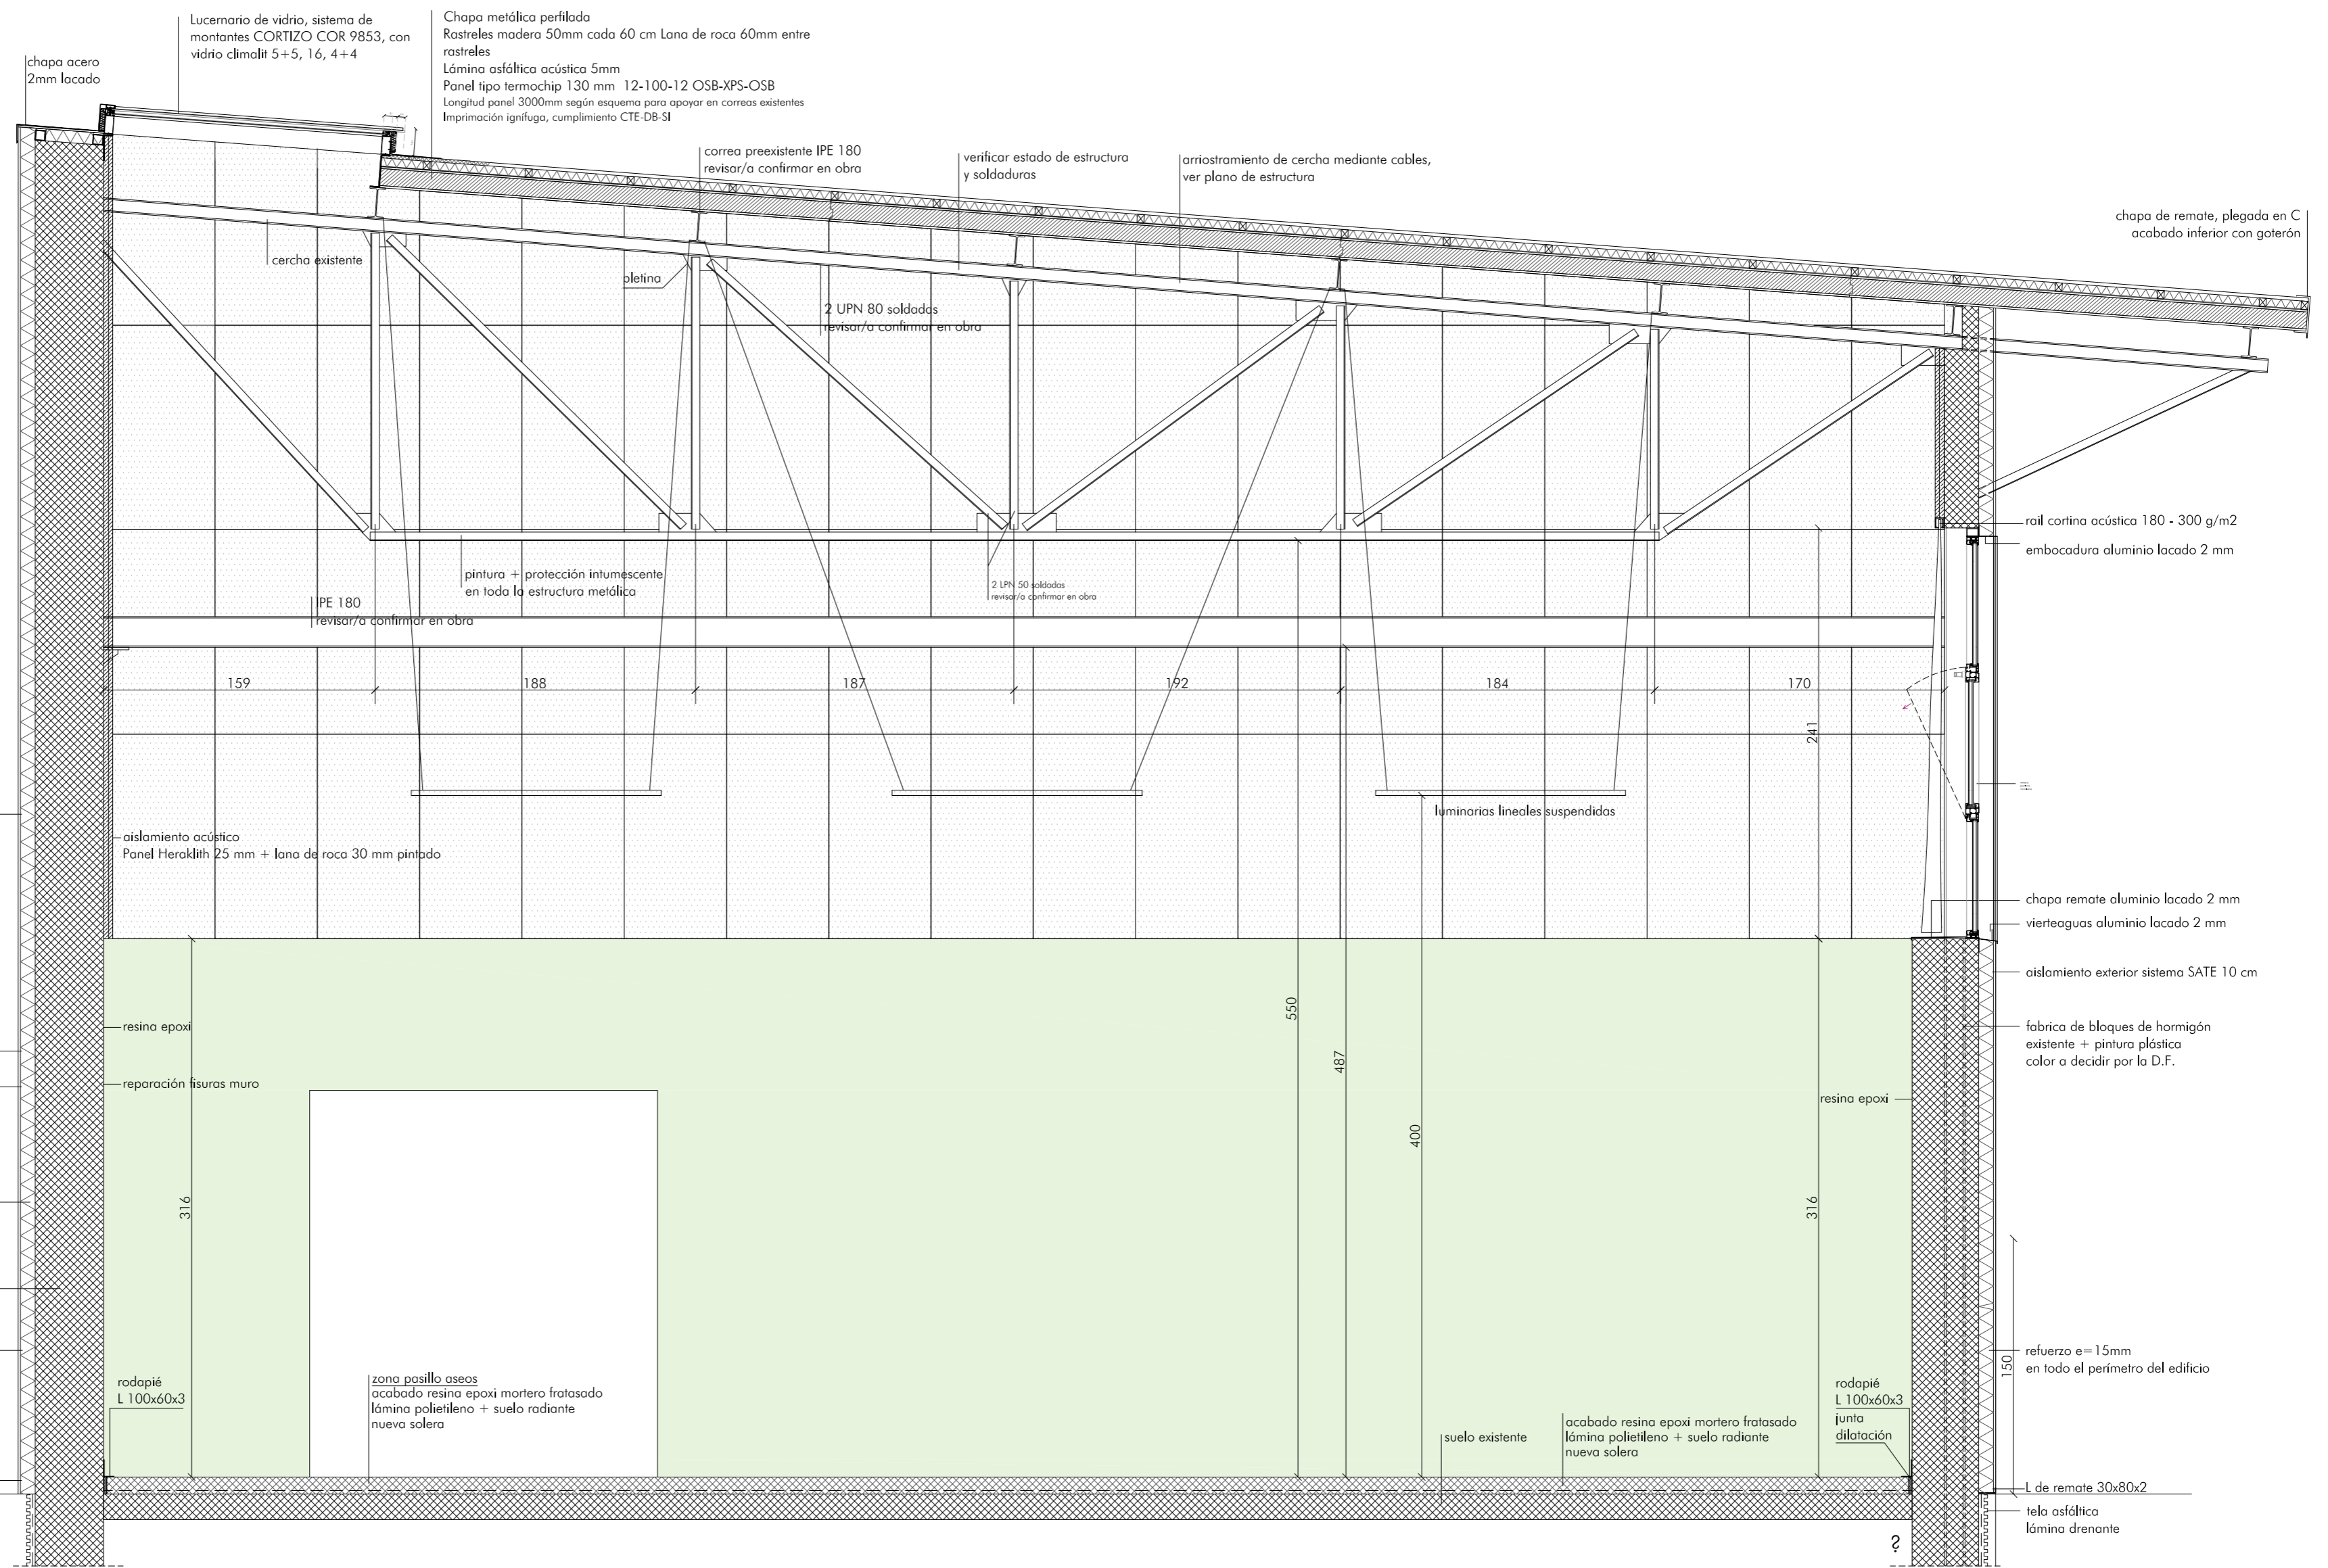 Lucernario de vidrio, sistema de
montantes CORTIZO COR 9853, con
vidrio climalit 5+5, 16, 4+4
Chapa metálica perfilada
Rastreles madera 50mm cada 60 cm Lana de roca 60mm entre
rastreles
Lámina asfáltica acústica 5mm
Panel tipo termochip 130 mm 12-100-12 OSB-XPS-OSB
Longitud panel 3000mm según esquema para apoyar en correas existentes
Imprimación ignífuga, cumplimiento CTE-DB-SI
chapa acero
2mm lacado
correa preexistente IPE 180
revisar/a confirmar en obra
verificar estado de estructura
y soldaduras
arriostramiento de cercha mediante cables,
ver plano de estructura
chapa de remate, plegada en C
acabado inferior con goterón
cercha existente
pletina
2 UPN 80 soldadas
revisar/a confirmar en obra
rail cortina acústica 180 - 300 g/m2
embocadura aluminio lacado 2 mm
pintura + protección intumescente
en toda la estructura metálica
2 LPN 50 soldadas
revisar/a confirmar en obra
IPE 180
revisar/a confirmar en obra
159
188
187
192
184
170
241
luminarias lineales suspendidas
aislamiento acústico
Panel Heraklith 25 mm + lana de roca 30 mm pintado
chapa remate aluminio lacado 2 mm
vierteaguas aluminio lacado 2 mm
aislamiento exterior sistema SATE 10 cm
550
487
400
316
316
resina epoxi
reparación fisuras muro
fabrica de bloques de hormigón
existente + pintura plástica
color a decidir por la D.F.
resina epoxi
150
refuerzo e=15mm
en todo el perímetro del edificio
rodapié
L 100x60x3
zona pasillo aseos
acabado resina epoxi mortero fratasado
lámina polietileno + suelo radiante
nueva solera
suelo existente
acabado resina epoxi mortero fratasado
lámina polietileno + suelo radiante
nueva solera
rodapié
L 100x60x3
junta
dilatación
L de remate 30x80x2
tela asfáltica
lámina drenante
?